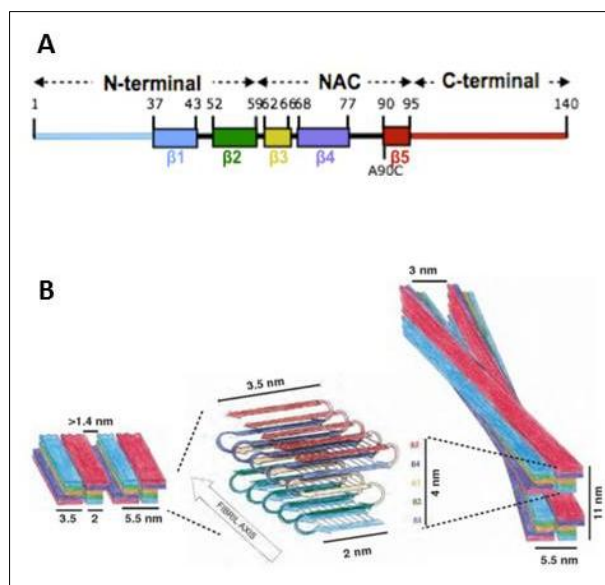 A
N-terminal NAC C-terminal
1 37 43 52 59 62 66 68 77 90 95 140
β1 β2 β3 β4 β5
A90C
B
3 nm
3.5 nm
>1.4 nm
3.5 2 5.5 nm
FIBRIL AXIS
2 nm
4 nm
11 nm
5.5 nm